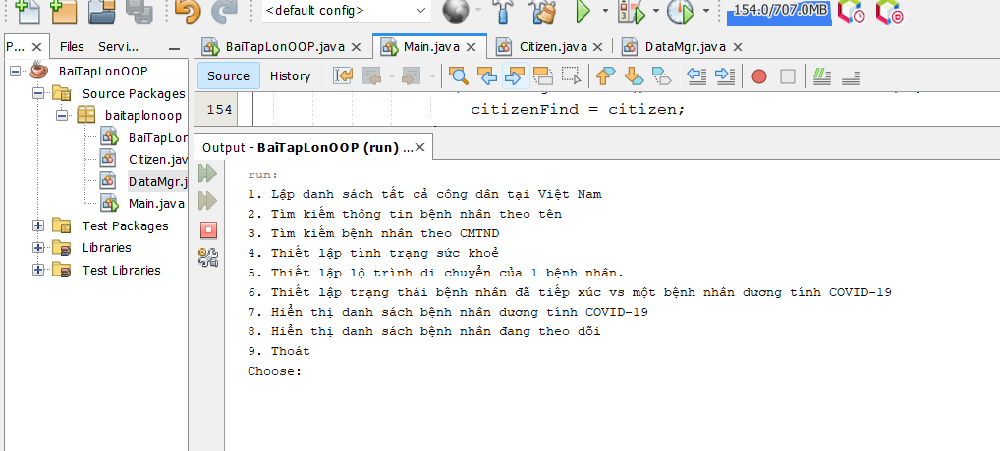 <default config>
154.0/707.0MB
P...
Files
Servi...
BaiTapLonOOP.java
Main.java
Citizen.java
DataMgr.java
BaiTapLonOOP
Source
History
Source Packages
154
citizenFind = citizen;
baitaplonoop
BaiTapLon
Citizen.jav
DataMgr.j
Main.java
Test Packages
Libraries
Test Libraries
Output - BaiTapLonOOP (run) ...
run:
1. Lập danh sách tất cả công dân tại Việt Nam
2. Tìm kiếm thông tin bệnh nhân theo tên
3. Tìm kiếm bệnh nhân theo CMTND
4. Thiết lập tình trạng sức khoẻ
5. Thiết lập lộ trình di chuyển của 1 bệnh nhân.
6. Thiết lập trạng thái bệnh nhân đã tiếp xúc vs một bệnh nhân dương tính COVID-19
7. Hiển thị danh sách bệnh nhân dương tính COVID-19
8. Hiển thị danh sách bệnh nhân đang theo dõi
9. Thoát
Choose: